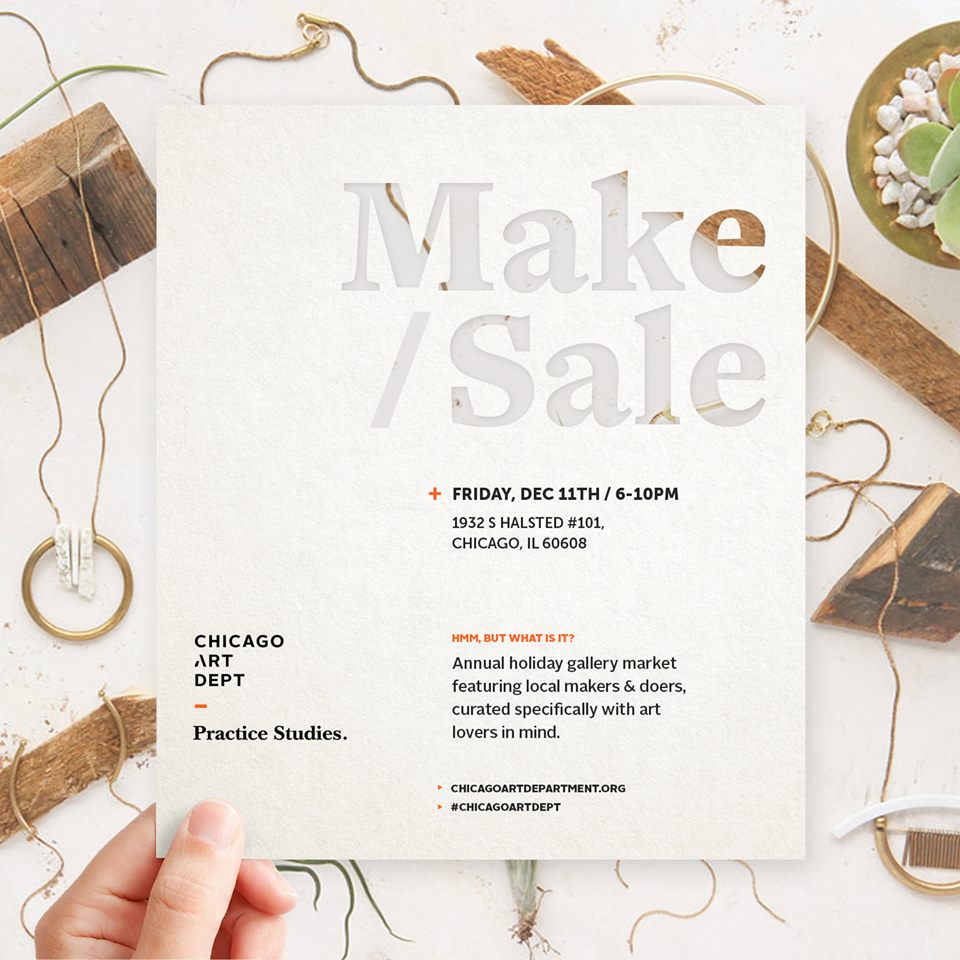 Make
/Sale
+ FRIDAY, DEC 11TH / 6-10PM
1932 S HALSTED #101,
CHICAGO, IL 60608
CHICAGO
ART
DEPT
Practice Studies.
HMM, BUT WHAT IS IT?
Annual holiday gallery market
featuring local makers & doers,
curated specifically with art
lovers in mind.
CHICAGOARTDEPARTMENT.ORG
#CHICAGOARTDEPT